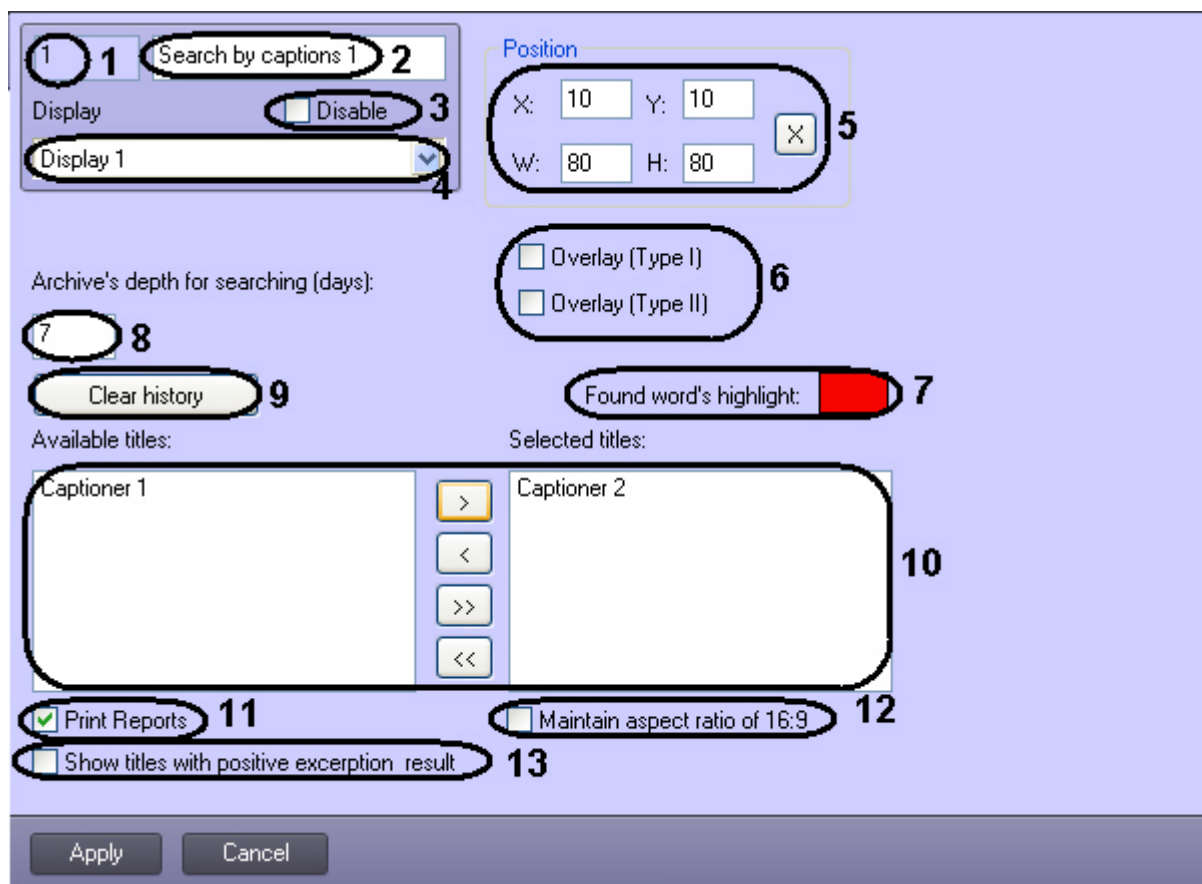 1 1 Search by captions 1 2
Display Disable 3
Display 1 4
Position
X: 10 Y: 10
X 5
W: 80 H: 80
Overlay (Type I)
Overlay (Type II)
6
Archive's depth for searching (days):
7 8
Clear history 9
Found word's highlight: 7
Available titles: Selected titles:
Captioner 1 > Captioner 2
<
>>
<<
10
Print Reports 11 Maintain aspect ratio of 16:9 12
Show titles with positive excerption result 13
Apply Cancel